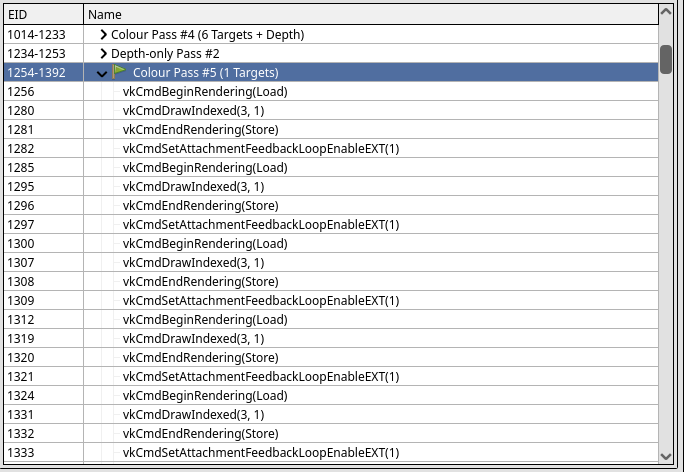 EID Name
1014-1233 Colour Pass #4 (6 Targets + Depth)
1234-1253 Depth-only Pass #2
1254-1392 Colour Pass #5 (1 Targets)
1256 vkCmdBeginRendering(Load)
1280 vkCmdDrawIndexed(3, 1)
1281 vkCmdEndRendering(Store)
1282 vkCmdSetAttachmentFeedbackLoopEnableEXT(1)
1285 vkCmdBeginRendering(Load)
1295 vkCmdDrawIndexed(3, 1)
1296 vkCmdEndRendering(Store)
1297 vkCmdSetAttachmentFeedbackLoopEnableEXT(1)
1300 vkCmdBeginRendering(Load)
1307 vkCmdDrawIndexed(3, 1)
1308 vkCmdEndRendering(Store)
1309 vkCmdSetAttachmentFeedbackLoopEnableEXT(1)
1312 vkCmdBeginRendering(Load)
1319 vkCmdDrawIndexed(3, 1)
1320 vkCmdEndRendering(Store)
1321 vkCmdSetAttachmentFeedbackLoopEnableEXT(1)
1324 vkCmdBeginRendering(Load)
1331 vkCmdDrawIndexed(3, 1)
1332 vkCmdEndRendering(Store)
1333 vkCmdSetAttachmentFeedbackLoopEnableEXT(1)